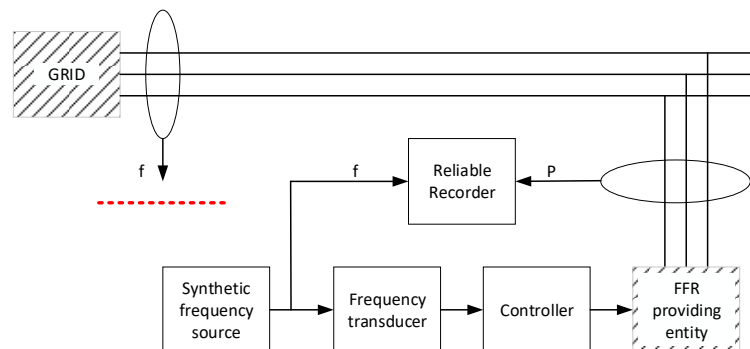 GRID
f
f
Reliable
Recorder
P
Synthetic
frequency
source
Frequency
transducer
Controller
FFR
providing
entity